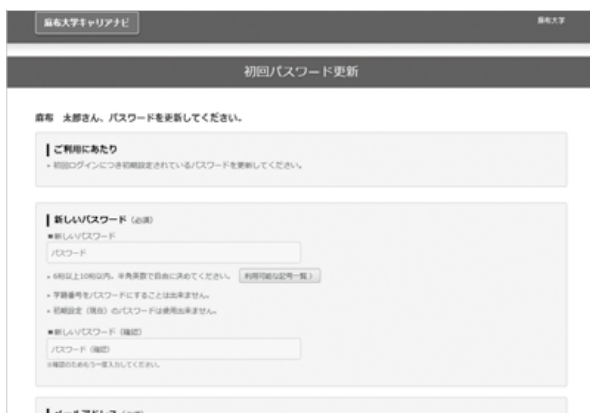 麻布大学キャリアナビ
麻布大学
初回パスワード更新
麻布 太郎さん、パスワードを更新してください。
ご利用にあたり
初回ログインにつき初期設定されているパスワードを更新してください。
新しいパスワード (必須)
■新しいパスワード
パスワード
6桁以上10桁以内。半角英数で自由に決めてください。 利用可能な記号一覧
学籍番号をパスワードにすることは出来ません。
初期設定（現在）のパスワードは使用出来ません。
■新しいパスワード（確認）
パスワード（確認）
※確認のためもう一度入力してください。
メールアドレス